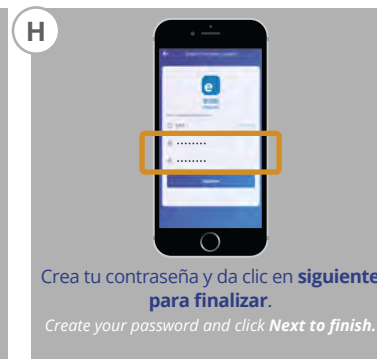 H
e
••••••••
••••••••
Crea tu contraseña y da clic en siguiente
para finalizar.
Create your password and click Next to finish.